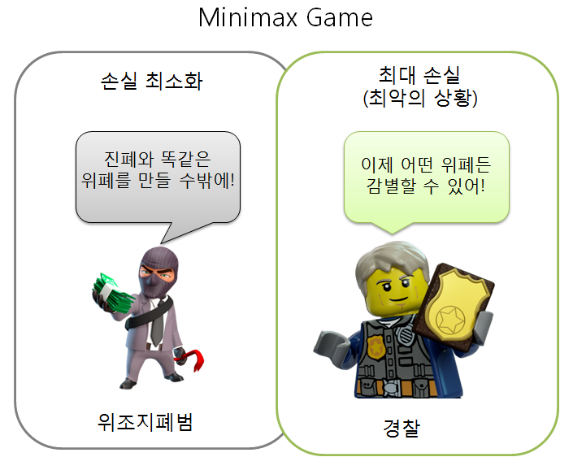 Minimax Game
손실 최소화
진폐와 똑같은
위폐를 만들 수밖에!
위조지폐범
최대 손실
(최악의 상황)
이제 어떤 위폐든
감별할 수 있어!
경찰